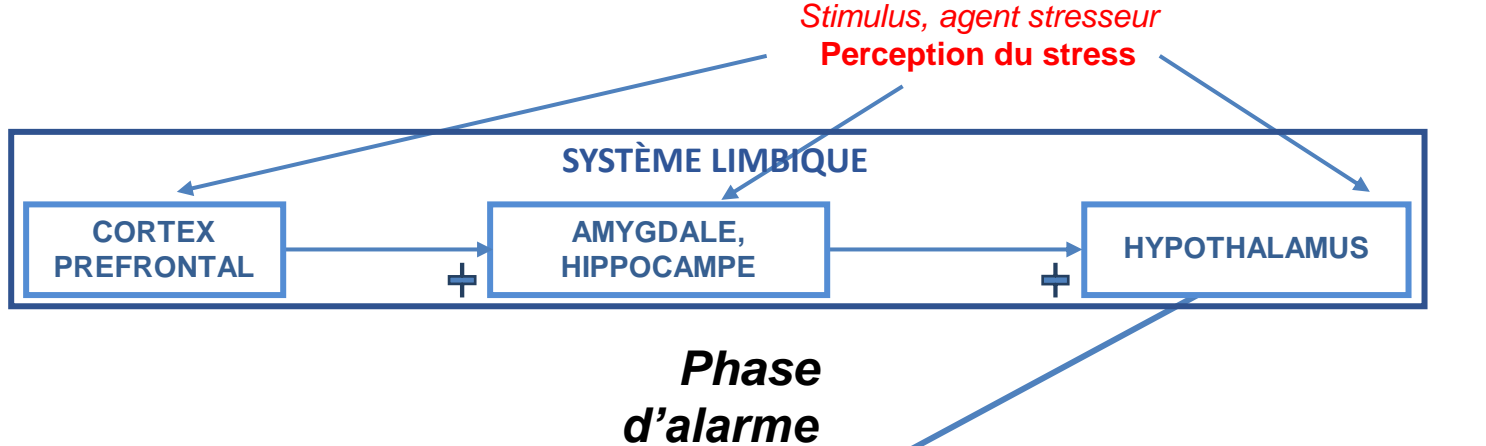 Stimulus, agent stresseur
Perception du stress
SYSTÈME LIMBIQUE
CORTEX
PREFRONTAL
AMYGDALE,
HIPPOCAMPE
HYPOTHALAMUS
Phase
d’alarme